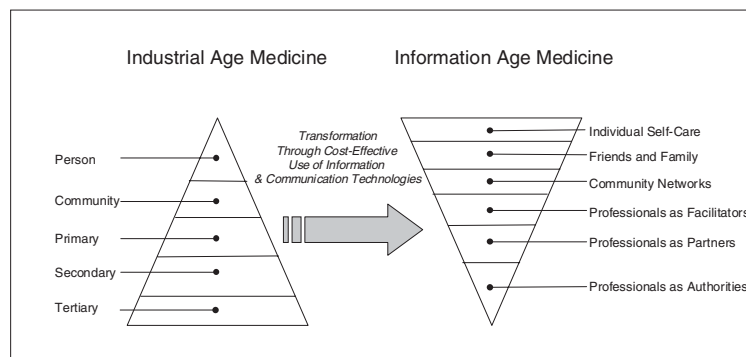 Industrial Age Medicine
Information Age Medicine
Transformation
Through Cost-Effective
Use of Information
& Communication Technologies
Person
Community
Primary
Secondary
Tertiary
Individual Self-Care
Friends and Family
Community Networks
Professionals as Facilitators
Professionals as Partners
Professionals as Authorities